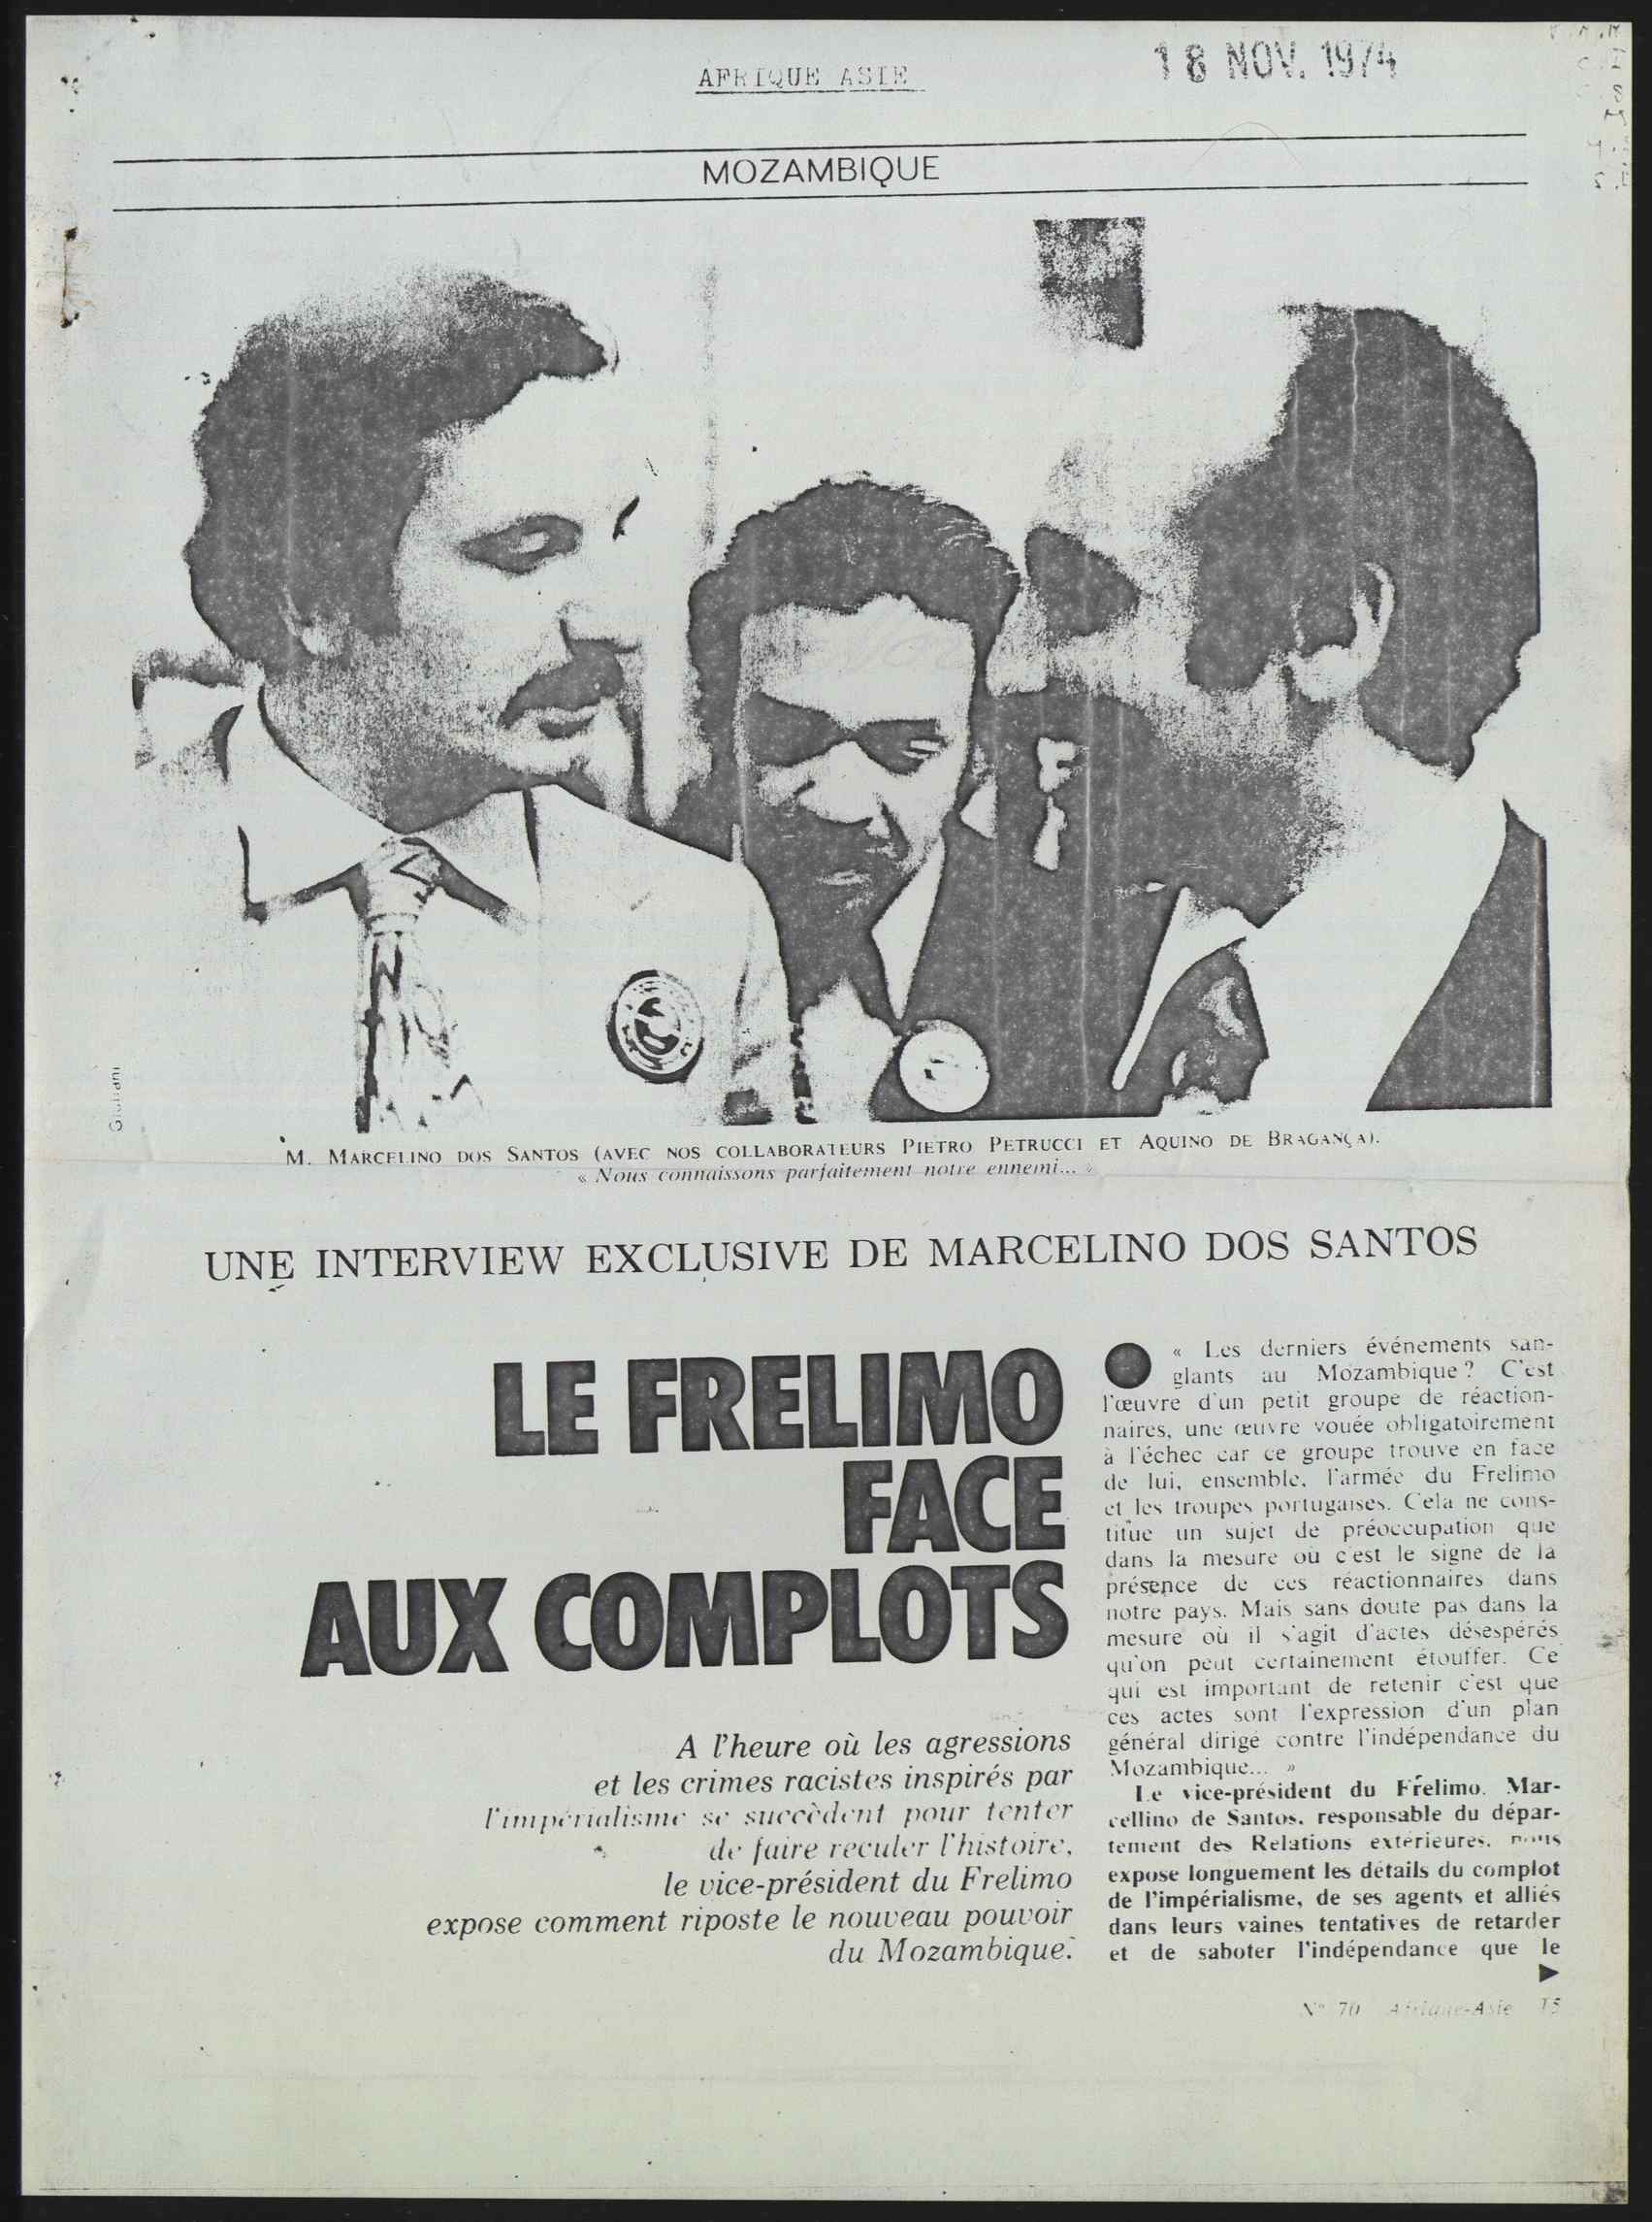 AFRIQUE ASIE
18 NOV. 1974
MOZAMBIQUE
Giuliani
M. MARCELINO DOS SANTOS (AVEC NOS COLLABORATEURS PIETRO PETRUCCI ET AQUINO DE BRAGANÇA).
« Nous connaissons parfaitement notre ennemi... »
UNE INTERVIEW EXCLUSIVE DE MARCELINO DOS SANTOS
LE FRELIMO
FACE
AUX COMPLOTS
A l'heure où les agressions
et les crimes racistes inspirés par
l'impérialisme se succèdent pour tenter
de faire reculer l'histoire,
le vice-président du Frelimo
expose comment riposte le nouveau pouvoir
du Mozambique.
« Les derniers événements san-
glants au Mozambique ? C'est
l'œuvre d'un petit groupe de réaction-
naires, une œuvre vouée obligatoirement
à l'échec car ce groupe trouve en face
de lui, ensemble, l'armée du Frelimo
et les troupes portugaises. Cela ne cons-
titue un sujet de préoccupation que
dans la mesure où c'est le signe de la
présence de ces réactionnaires dans
notre pays. Mais sans doute pas dans la
mesure où il s'agit d'actes désespérés
qu'on peut certainement étouffer. Ce
qui est important de retenir c'est que
ces actes sont l'expression d'un plan
général dirigé contre l'indépendance du
Mozambique... »
Le vice-président du Frelimo, Mar-
cellino de Santos, responsable du dépar-
tement des Relations extérieures, nous
expose longuement les détails du complot
de l'impérialisme, de ses agents et alliés
dans leurs vaines tentatives de retarder
et de saboter l'indépendance que le
N° 70 Afrique-Asie 15